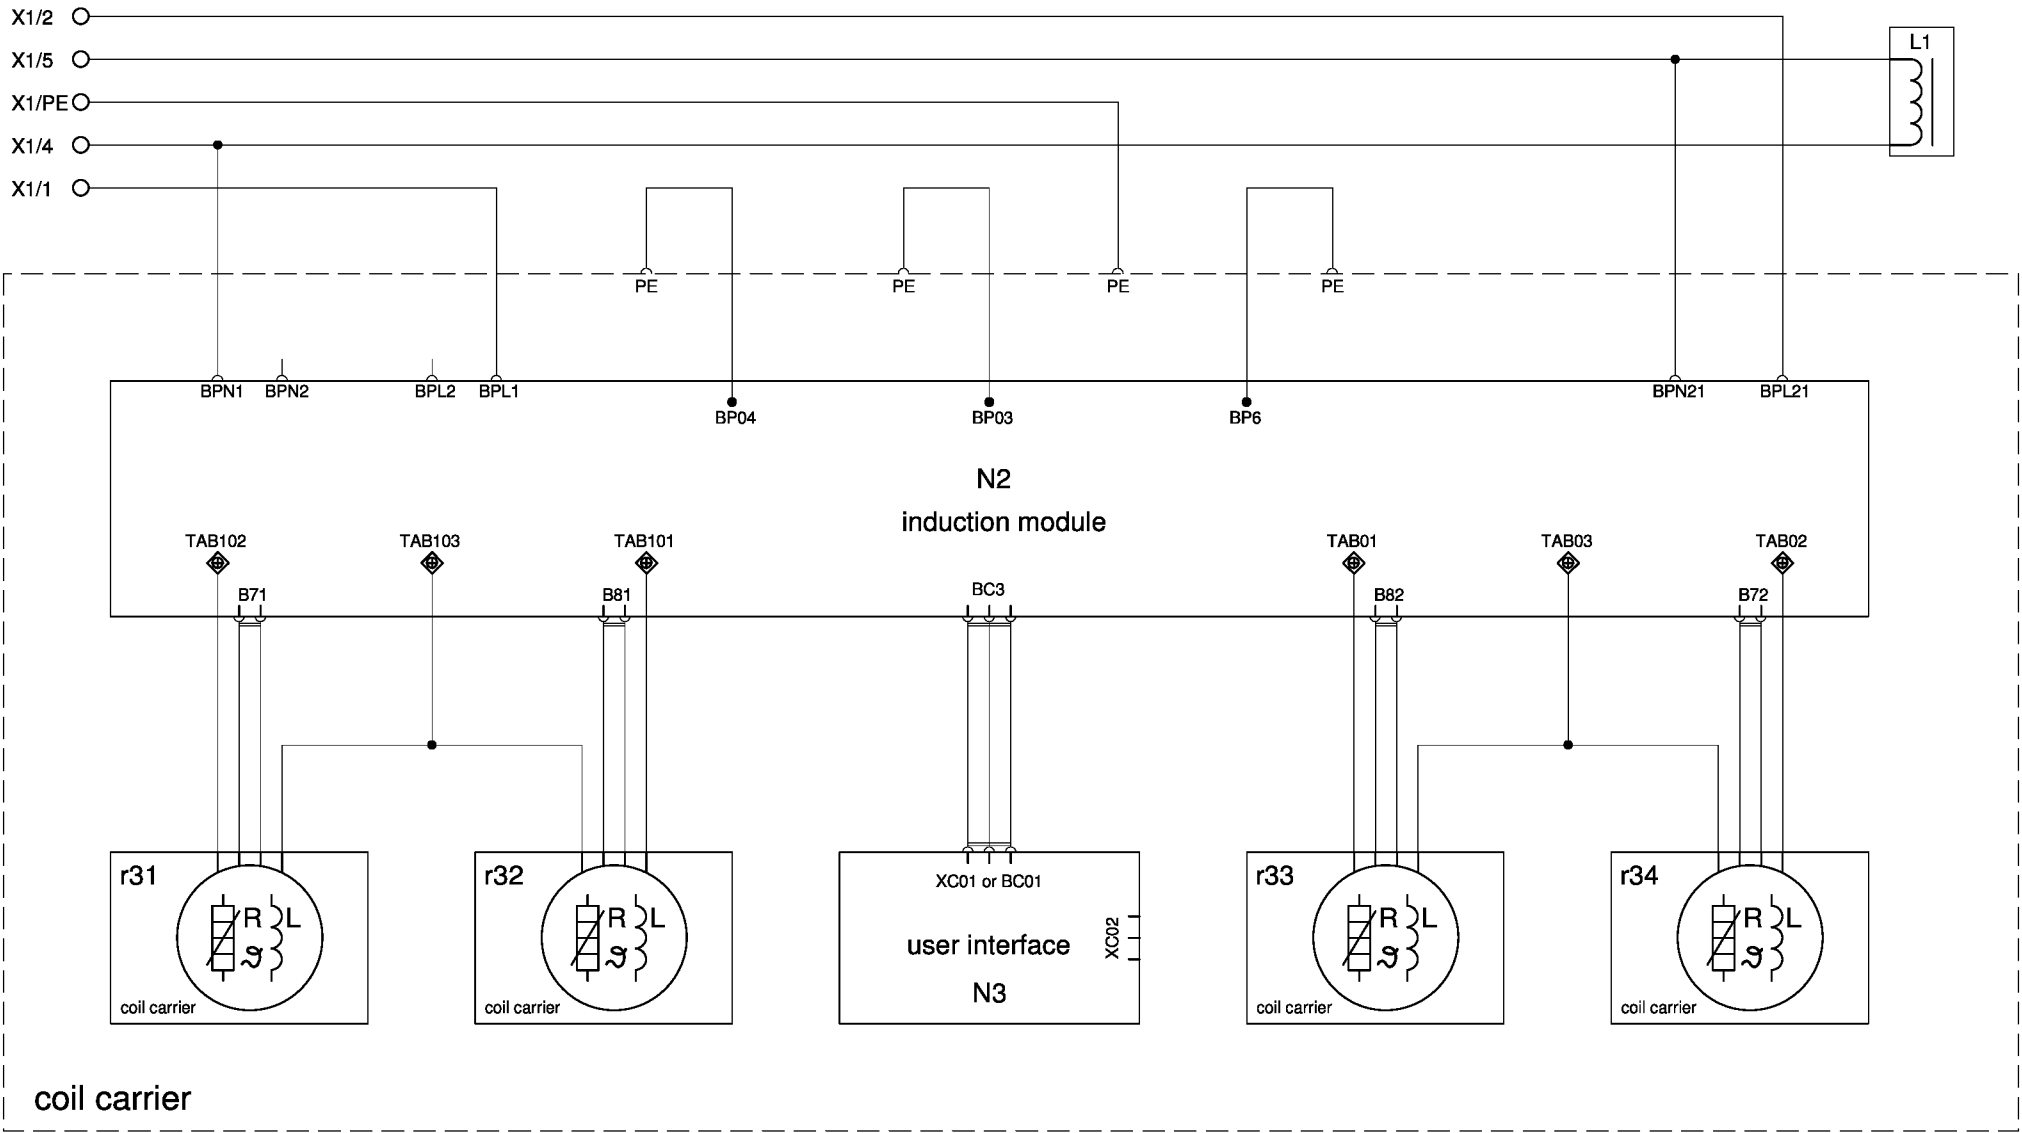 X1/2
L1
X1/5
X1/PE
X1/4
X1/1
PE PE PE PE
BPN1 BPN2 BPL2 BPL1 BPN21 BPL21
BP04 BP03 BP6
N2
induction module
TAB102 TAB103 TAB101 TAB01 TAB03 TAB02
B71 B81 BC3 B82 B72
r31 r32 r33 r34
XC01 or BC01
R L R L R L R L
XC02
user interface
ϑ ϑ ϑ ϑ
N3
coil carrier coil carrier coil carrier coil carrier
coil carrier